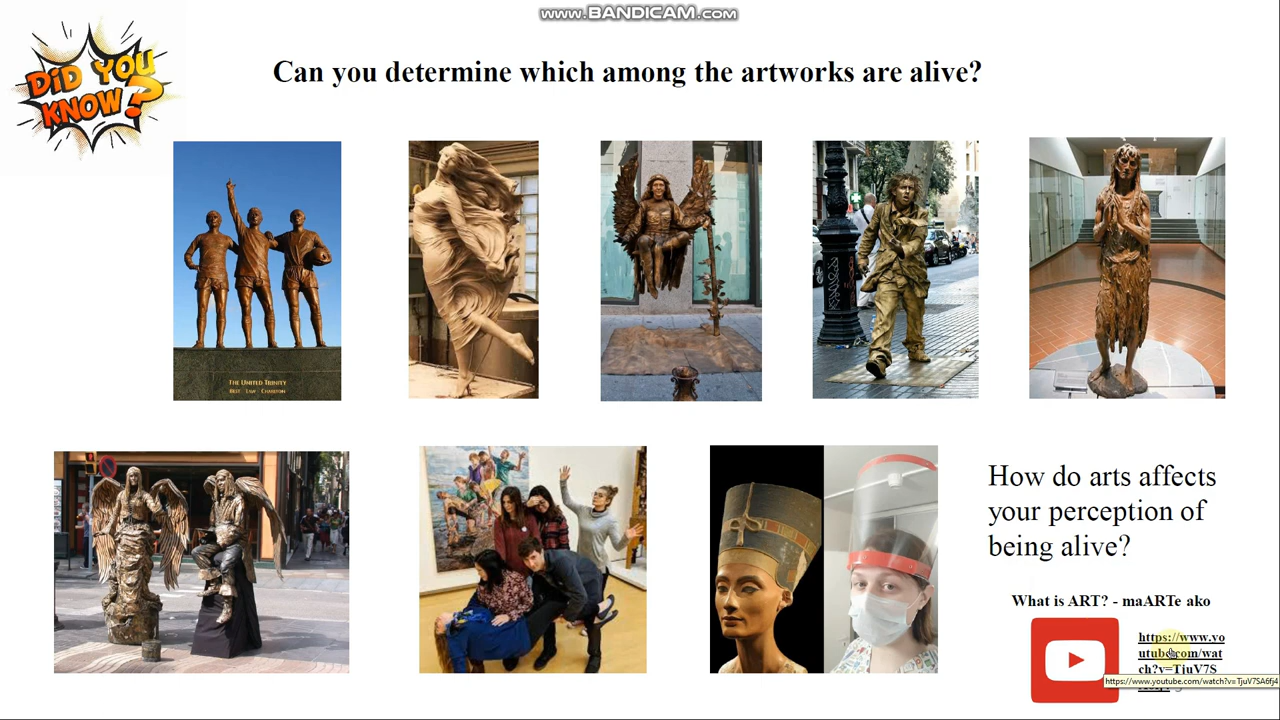 www.BANDICAM.com
DID YOU
KNOW?
Can you determine which among the artworks are alive?
THE UNITED TRINITY
BEST LAW CHARLTON
How do arts affects
your perception of
being alive?
What is ART? - maARTe ako
https://www.yo
utube.com/wat
ch?v=TjuV7S
https://www.youtube.com/watch?v=TjuV7SA6fj4